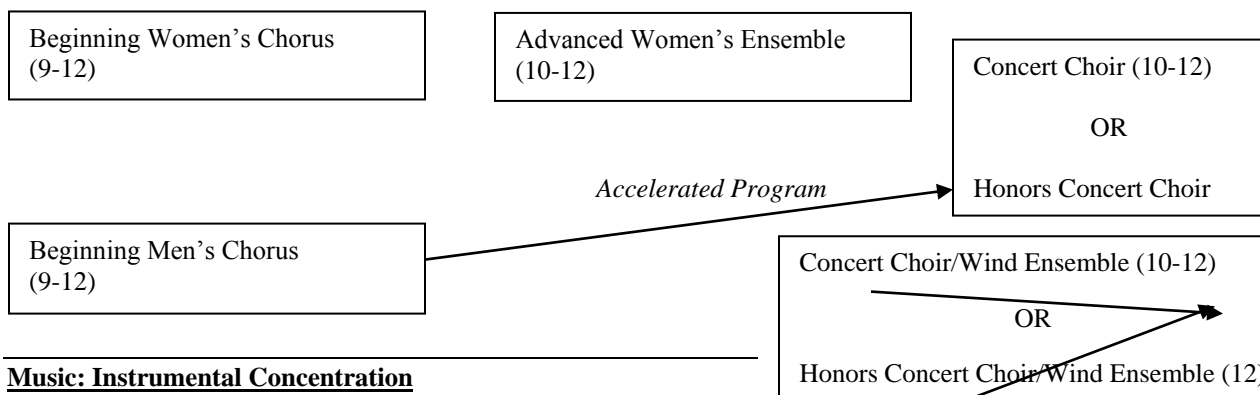 Beginning Women's Chorus
(9-12)
Advanced Women's Ensemble
(10-12)
Concert Choir (10-12)
OR
Honors Concert Choir
Accelerated Program
Beginning Men's Chorus
(9-12)
Concert Choir/Wind Ensemble (10-12)
OR
Honors Concert Choir/Wind Ensemble (12)
Music: Instrumental Concentration